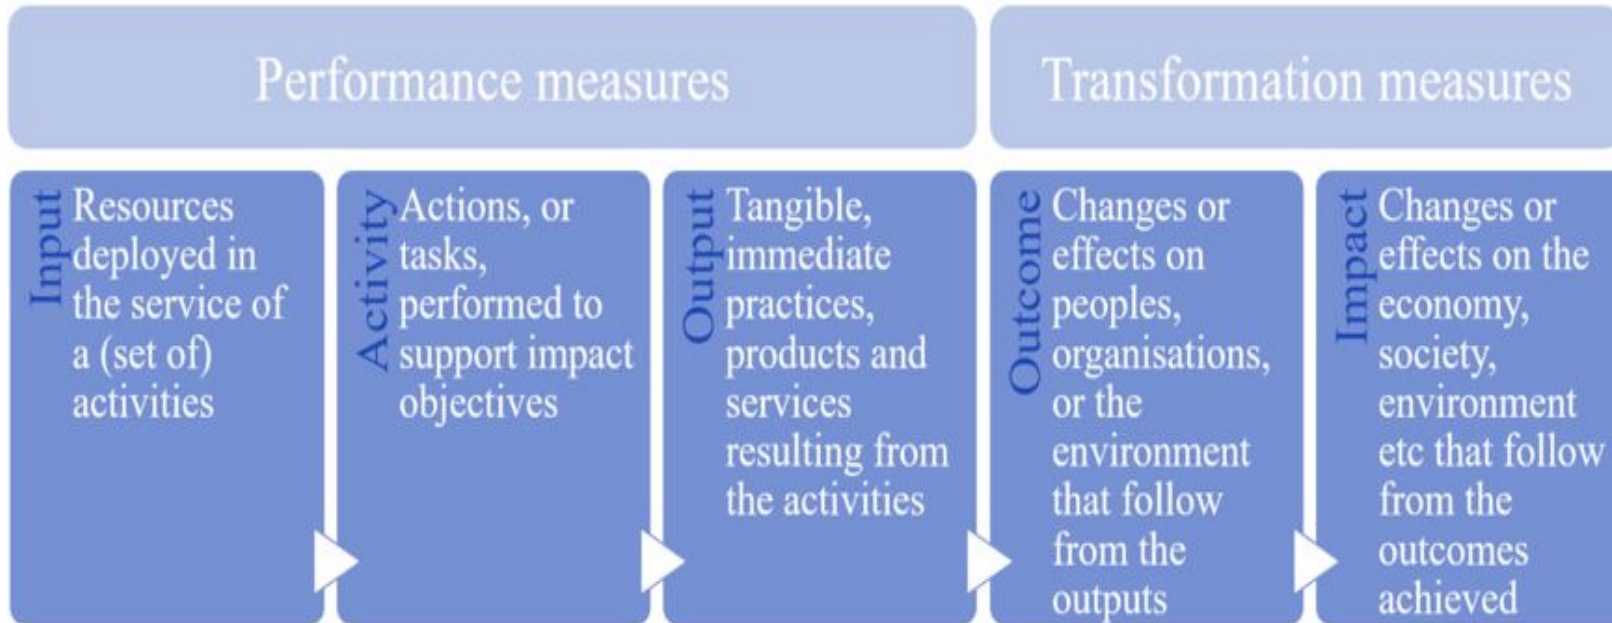 Performance measures
Transformation measures
Input
Resources
deployed in
the service of
a (set of)
activities
Activity
Actions, or
tasks,
performed to
support impact
objectives
Output
Tangible,
immediate
practices,
products and
services
resulting from
the activities
Outcome
Changes or
effects on
peoples,
organisations,
or the
environment
that follow
from the
outputs
Impact
Changes or
effects on the
economy,
society,
environment
etc that follow
from the
outcomes
achieved